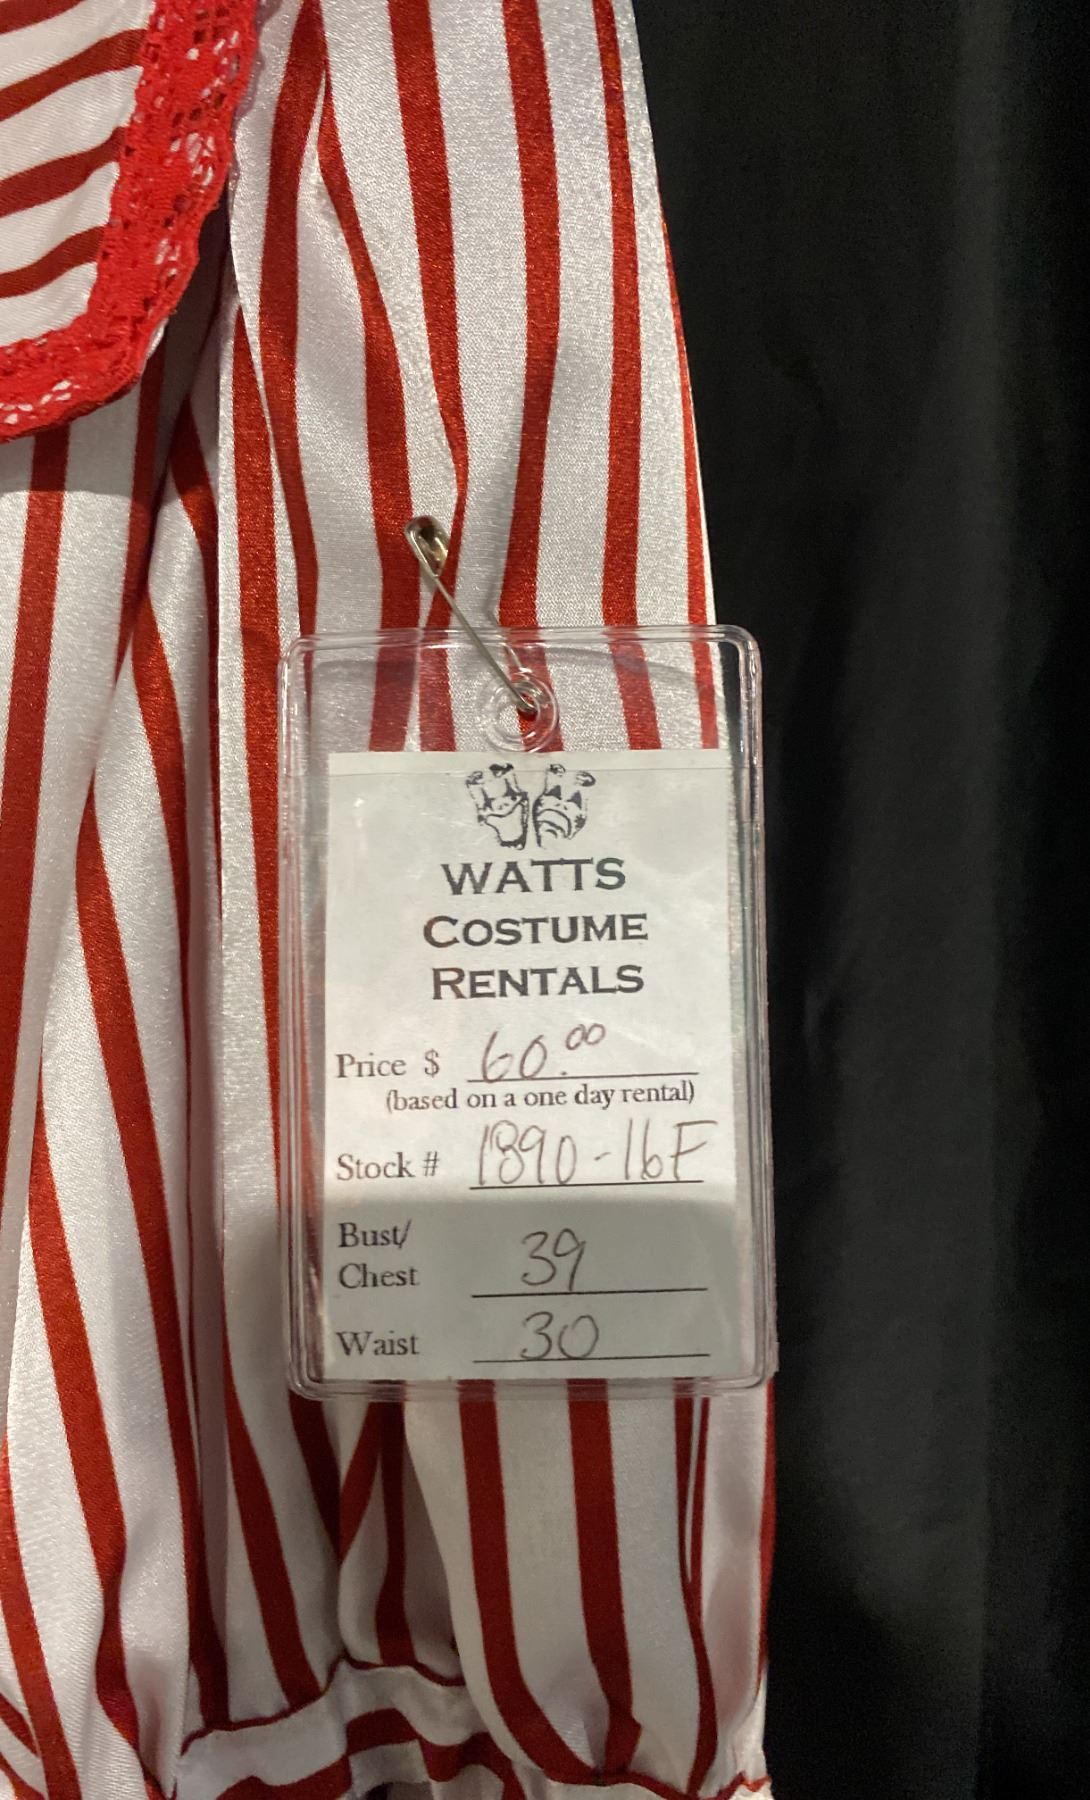 WATTS
COSTUME
RENTALS
Price $ 60.00
(based on a one day rental)
Stock # 1890-16F
Bust/
Chest 39
Waist 30